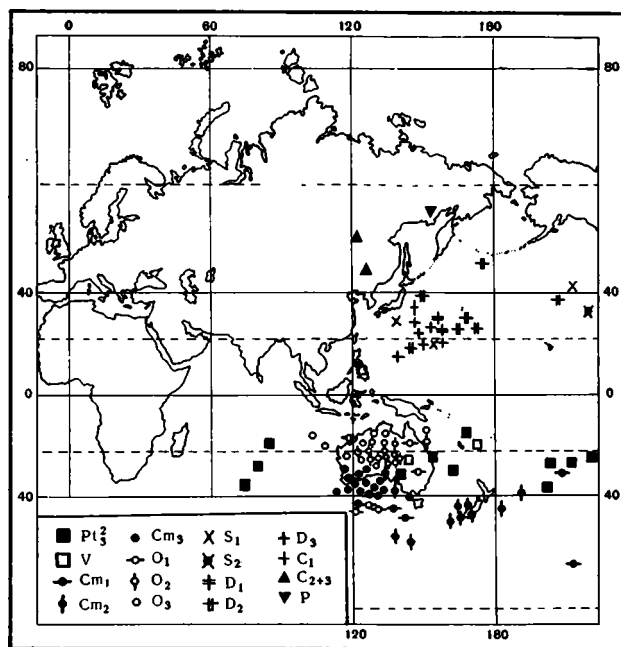 0 60 120 180
80 80
40 40
0 0
40 40
Pt₃² Cm₃ S₁ D₃
V O₁ S₂ C₁
Cm₁ O₂ D₁ C₂₊₃
Cm₂ O₃ D₂ P
120 180